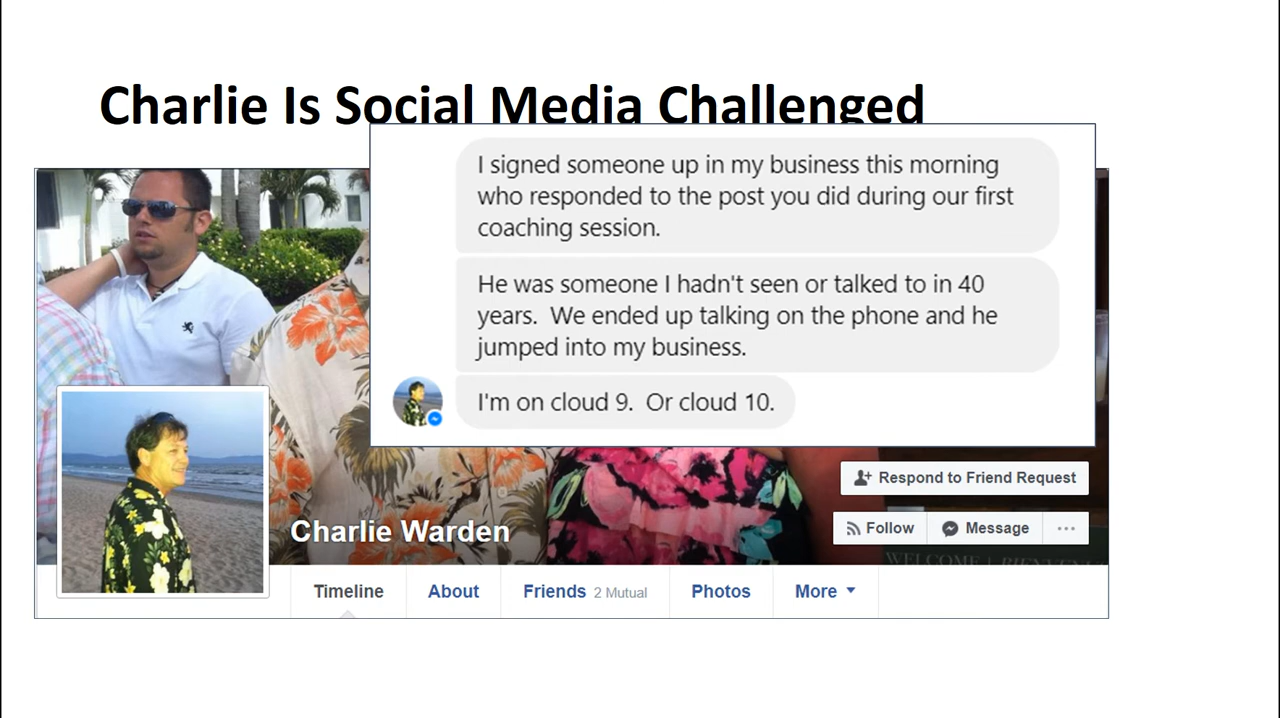 Charlie Is Social Media Challenged
I signed someone up in my business this morning
who responded to the post you did during our first
coaching session.
He was someone I hadn't seen or talked to in 40
years. We ended up talking on the phone and he
jumped into my business.
I'm on cloud 9. Or cloud 10.
Respond to Friend Request
Charlie Warden
Follow
Message
WELCOME
Timeline
About
Friends 2 Mutual
Photos
More